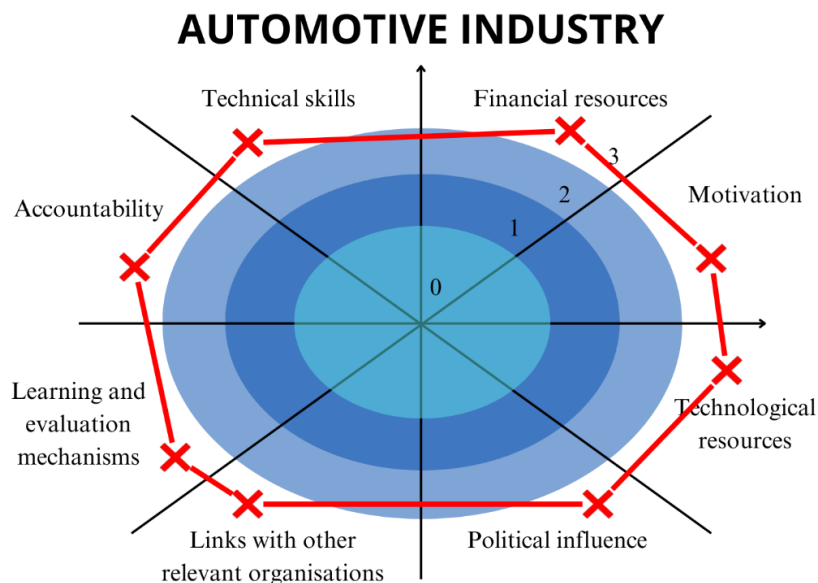 AUTOMOTIVE INDUSTRY
Technical skills
Financial resources
3
2
Motivation
Accountability
1
0
Learning and
evaluation
mechanisms
Technological
resources
Links with other
relevant organisations
Political influence